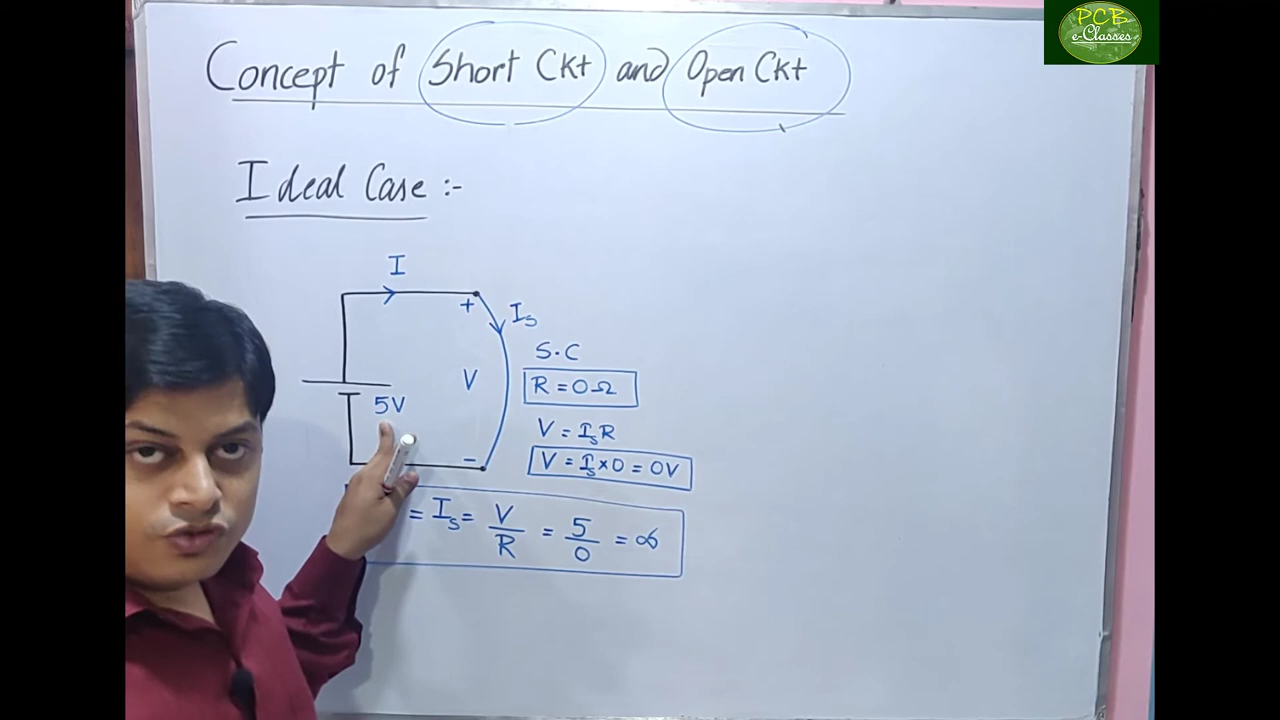 PCB
e-Classes
Concept of Short Ckt and Open Ckt
Ideal Case :-
I
+
Is
S.C
R = 0Ω
V
5V
V = IsR
V = Is×0 = 0V
-
= Is = V/R = 5/0 = ∞